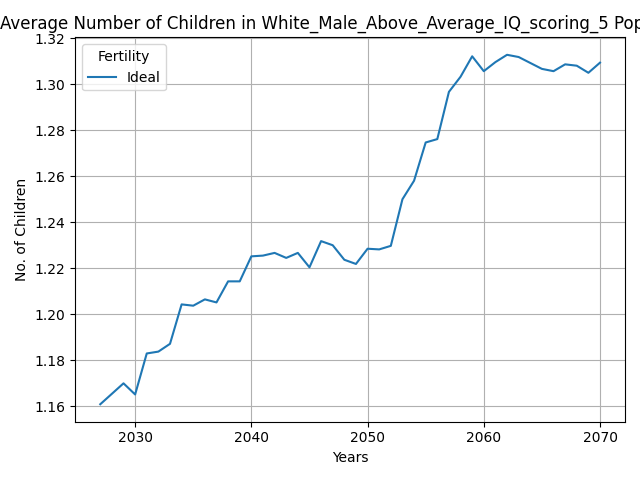 Average Number of Children in White_Male_Above_Average_IQ_scoring_5 Pop
1.32
1.30
1.28
1.26
1.24
1.22
1.20
1.18
1.16
No. of Children
Fertility
Ideal
2030 2040 2050 2060 2070
Years